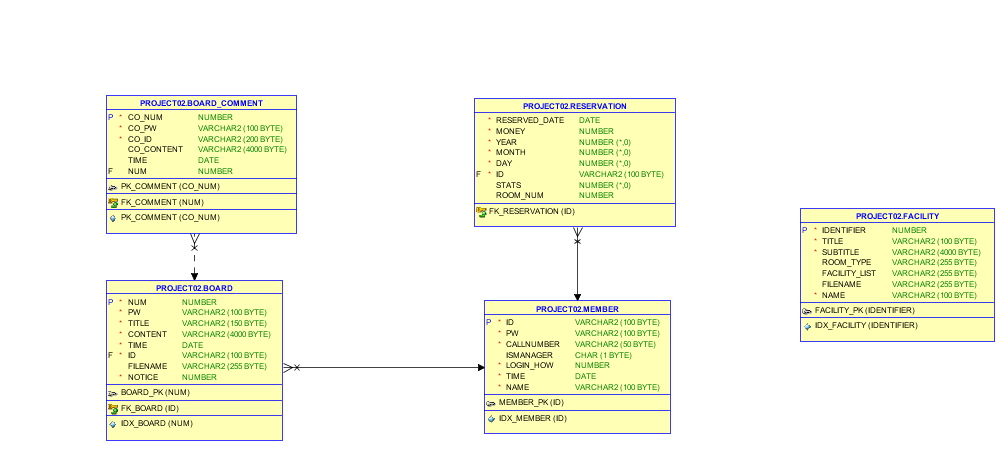 PROJECT02.BOARD_COMMENT
P * CO_NUM NUMBER
* CO_PW VARCHAR2 (100 BYTE)
* CO_ID VARCHAR2 (200 BYTE)
CO_CONTENT VARCHAR2 (4000 BYTE)
TIME DATE
F NUM NUMBER
PK_COMMENT (CO_NUM)
FK_COMMENT (NUM)
PK_COMMENT (CO_NUM)
PROJECT02.RESERVATION
* RESERVED_DATE DATE
* MONEY NUMBER
* YEAR NUMBER (*,0)
* MONTH NUMBER (*,0)
* DAY NUMBER (*,0)
F * ID VARCHAR2 (100 BYTE)
STATS NUMBER (*,0)
ROOM_NUM NUMBER
FK_RESERVATION (ID)
PROJECT02.FACILITY
P * IDENTIFIER NUMBER
* TITLE VARCHAR2 (100 BYTE)
* SUBTITLE VARCHAR2 (4000 BYTE)
ROOM_TYPE VARCHAR2 (255 BYTE)
FACILITY_LIST VARCHAR2 (255 BYTE)
FILENAME VARCHAR2 (255 BYTE)
* NAME VARCHAR2 (100 BYTE)
FACILITY_PK (IDENTIFIER)
IDX_FACILITY (IDENTIFIER)
PROJECT02.BOARD
P * NUM NUMBER
* PW VARCHAR2 (100 BYTE)
* TITLE VARCHAR2 (150 BYTE)
* CONTENT VARCHAR2 (4000 BYTE)
* TIME DATE
F * ID VARCHAR2 (100 BYTE)
FILENAME VARCHAR2 (255 BYTE)
* NOTICE NUMBER
BOARD_PK (NUM)
FK_BOARD (ID)
IDX_BOARD (NUM)
PROJECT02.MEMBER
P * ID VARCHAR2 (100 BYTE)
* PW VARCHAR2 (100 BYTE)
* CALLNUMBER VARCHAR2 (50 BYTE)
ISMANAGER CHAR (1 BYTE)
* LOGIN_HOW NUMBER
* TIME DATE
* NAME VARCHAR2 (100 BYTE)
MEMBER_PK (ID)
IDX_MEMBER (ID)